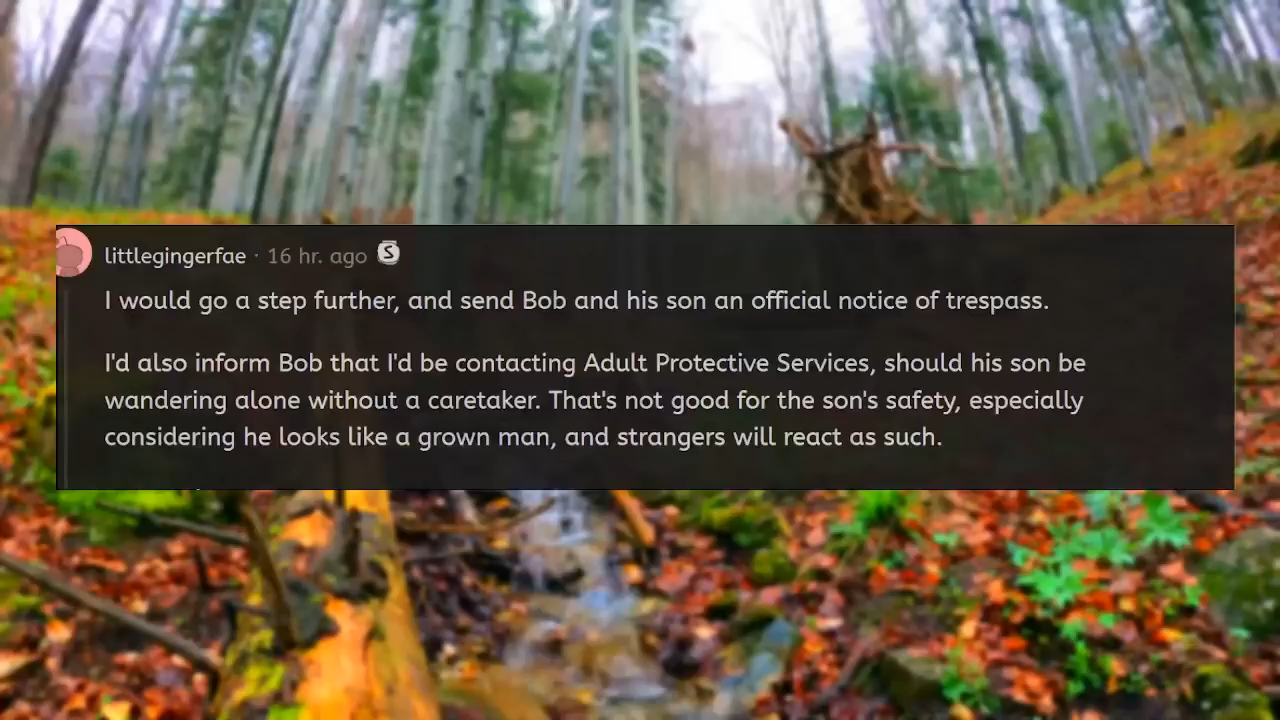 littlegingerfae · 16 hr. ago
I would go a step further, and send Bob and his son an official notice of trespass.
I'd also inform Bob that I'd be contacting Adult Protective Services, should his son be
wandering alone without a caretaker. That's not good for the son's safety, especially
considering he looks like a grown man, and strangers will react as such.